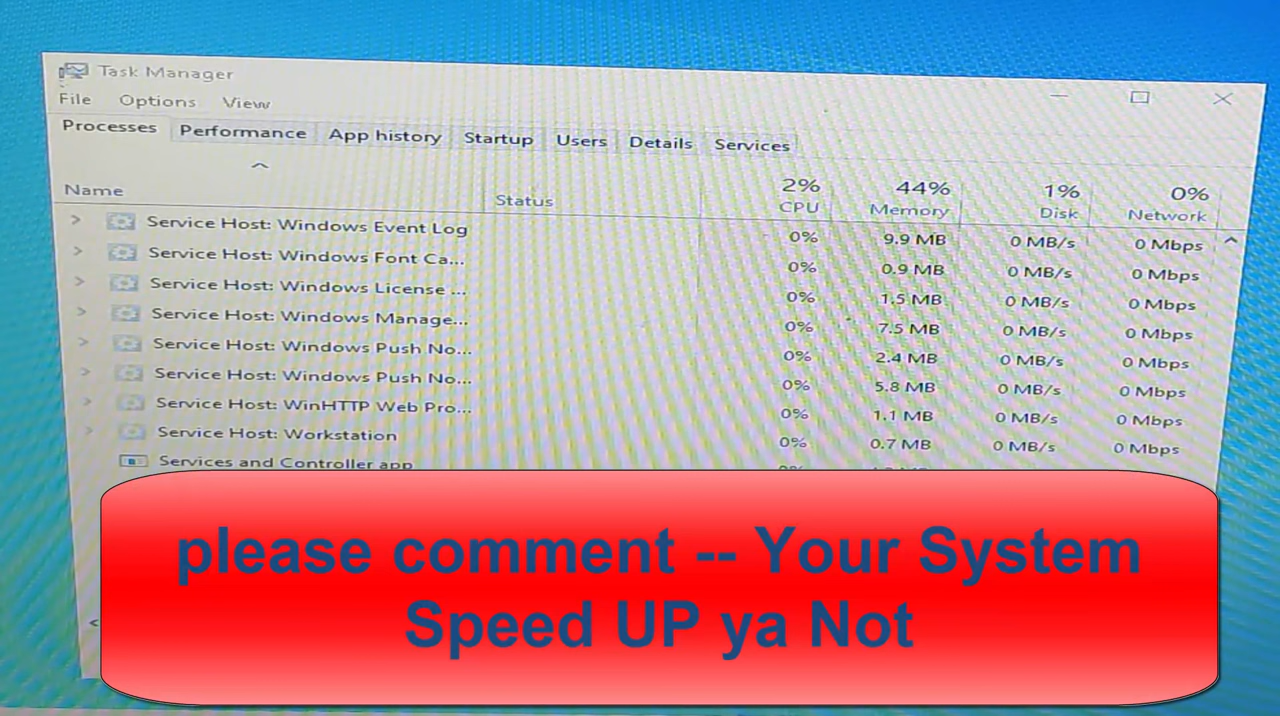 Task Manager
File Options View
Processes Performance App history Startup Users Details Services
2% 44% 1% 0%
Name Status CPU Memory Disk Network
Service Host: Windows Event Log 0% 9.9 MB 0 MB/s 0 Mbps
Service Host: Windows Font Ca... 0% 0.9 MB 0 MB/s 0 Mbps
Service Host: Windows License ... 0% 1.5 MB 0 MB/s 0 Mbps
Service Host: Windows Manage... 0% 7.5 MB 0 MB/s 0 Mbps
Service Host: Windows Push No... 0% 2.4 MB 0 MB/s 0 Mbps
Service Host: Windows Push No... 0% 5.8 MB 0 MB/s 0 Mbps
Service Host: WinHTTP Web Pro... 0% 1.1 MB 0 MB/s 0 Mbps
Service Host: Workstation 0% 0.7 MB 0 MB/s 0 Mbps
Services and Controller app
please comment -- Your System
Speed UP ya Not